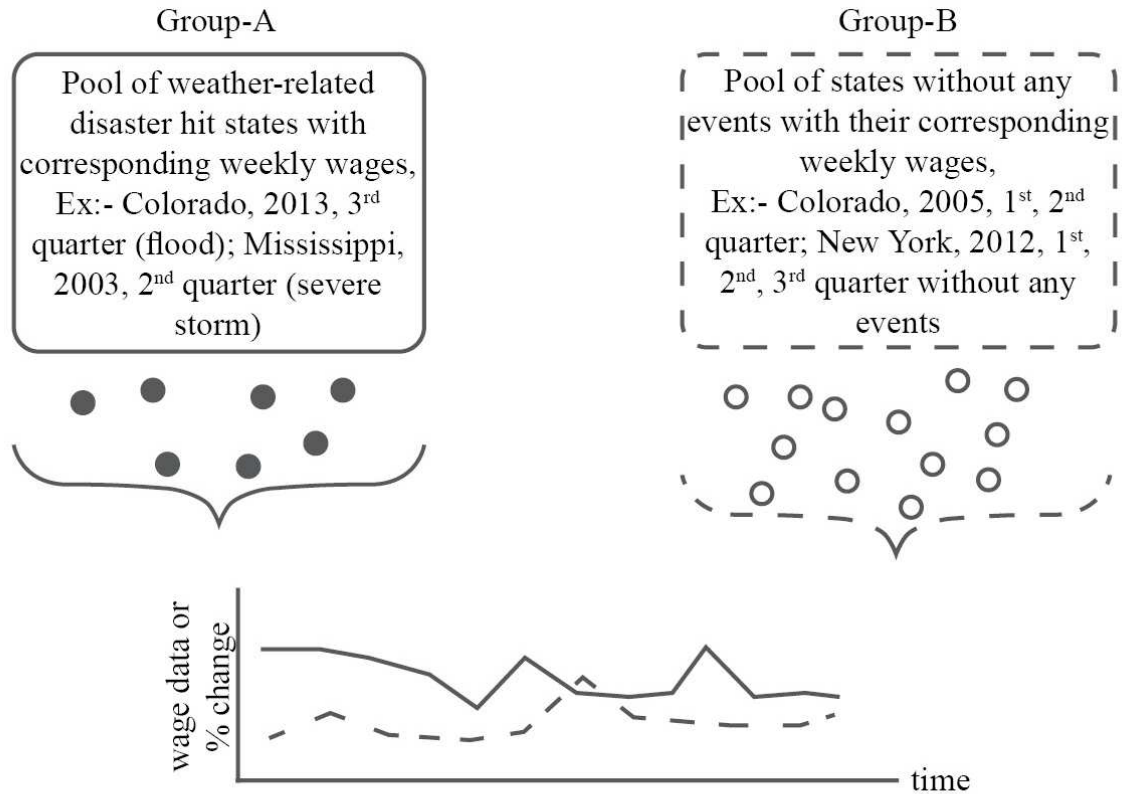 Group-A
Pool of weather-related
disaster hit states with
corresponding weekly wages,
Ex:- Colorado, 2013, 3rd
quarter (flood); Mississippi,
2003, 2nd quarter (severe
storm)
Group-B
Pool of states without any
events with their corresponding
weekly wages,
Ex:- Colorado, 2005, 1st, 2nd
quarter; New York, 2012, 1st,
2nd, 3rd quarter without any
events
wage data or
% change
time